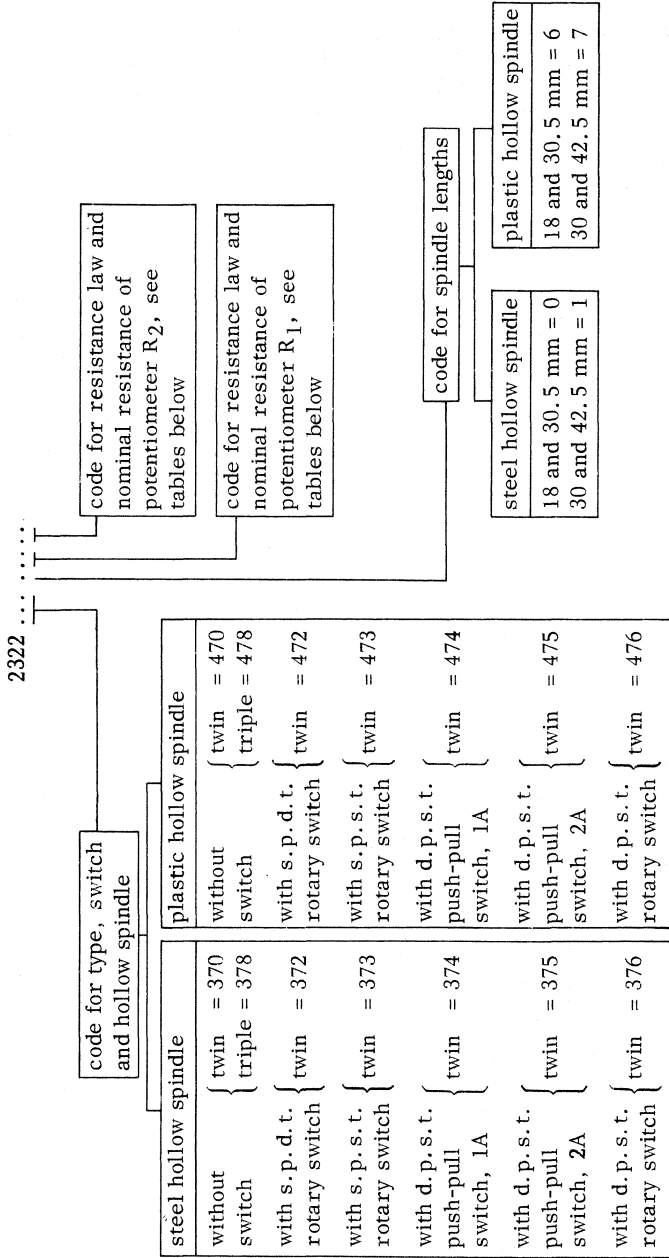 2322 ... .....
code for type, switch
and hollow spindle
steel hollow spindle
without
switch
{ twin = 370
triple = 378
with s.p.d.t.
rotary switch
{ twin = 372
with s.p.s.t.
rotary switch
{ twin = 373
with d.p.s.t.
push-pull
switch, 1A
{ twin = 374
with d.p.s.t.
push-pull
switch, 2A
{ twin = 375
with d.p.s.t.
rotary switch
{ twin = 376
plastic hollow spindle
without
switch
{ twin = 470
triple = 478
with s.p.d.t.
rotary switch
{ twin = 472
with s.p.s.t.
rotary switch
{ twin = 473
with d.p.s.t.
push-pull
switch, 1A
{ twin = 474
with d.p.s.t.
push-pull
switch, 2A
{ twin = 475
with d.p.s.t.
rotary switch
{ twin = 476
code for resistance law and
nominal resistance of
potentiometer R2, see
tables below
code for resistance law and
nominal resistance of
potentiometer R1, see
tables below
code for spindle lengths
steel hollow spindle
18 and 30.5 mm = 0
30 and 42.5 mm = 1
plastic hollow spindle
18 and 30.5 mm = 6
30 and 42.5 mm = 7